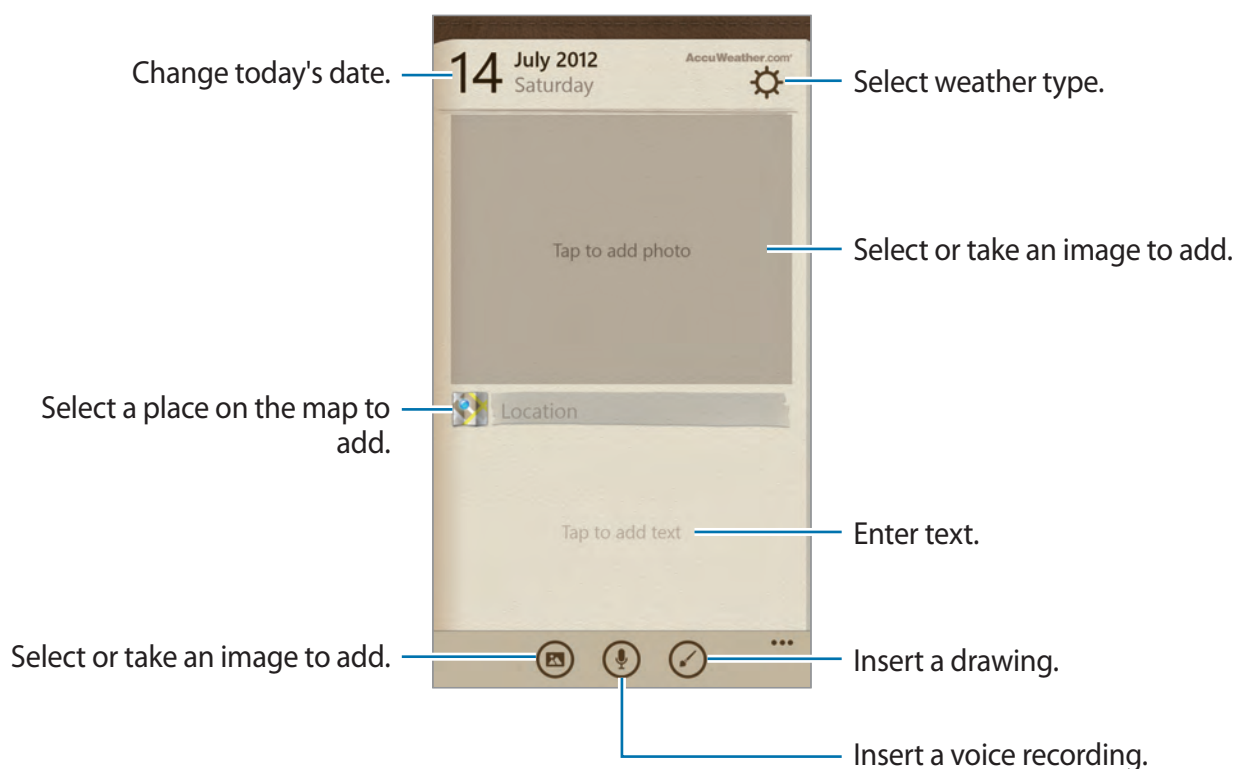 Change today's date.
14
July 2012
Saturday
AccuWeather.com
Select weather type.
Tap to add photo
Select or take an image to add.
Select a place on the map to
add.
Location
Tap to add text
Enter text.
Select or take an image to add.
Insert a drawing.
Insert a voice recording.